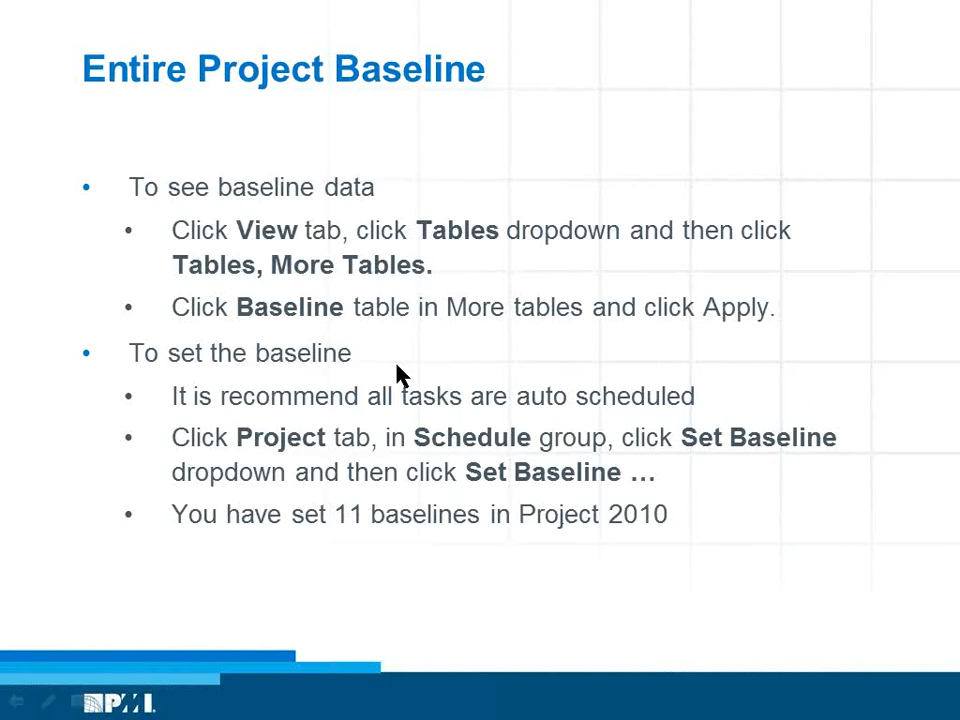 Entire Project Baseline
• To see baseline data
• Click View tab, click Tables dropdown and then click
Tables, More Tables.
• Click Baseline table in More tables and click Apply.
• To set the baseline
• It is recommend all tasks are auto scheduled
• Click Project tab, in Schedule group, click Set Baseline
dropdown and then click Set Baseline …
• You have set 11 baselines in Project 2010
PMI